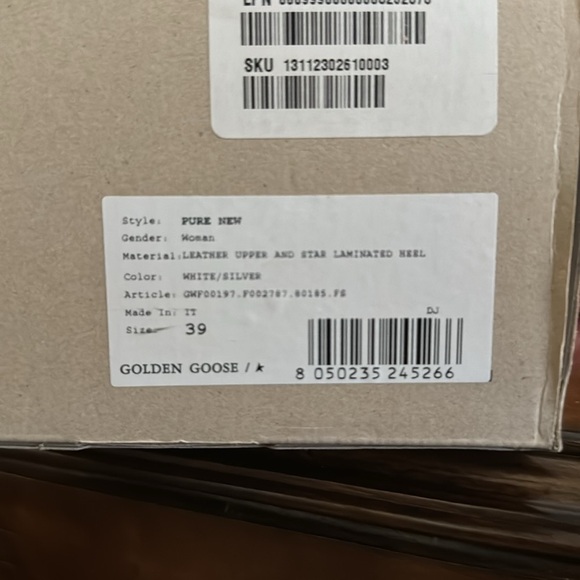 SKU 13112302610003
Style: PURE NEW
Gender: Woman
Material:LEATHER UPPER AND STAR LAMINATED HEEL
Color: WHITE/SILVER
Article: GWF00197.F002787.80185.FS
Made In: IT
DJ
Size 39
GOLDEN GOOSE /
8 050235 245266